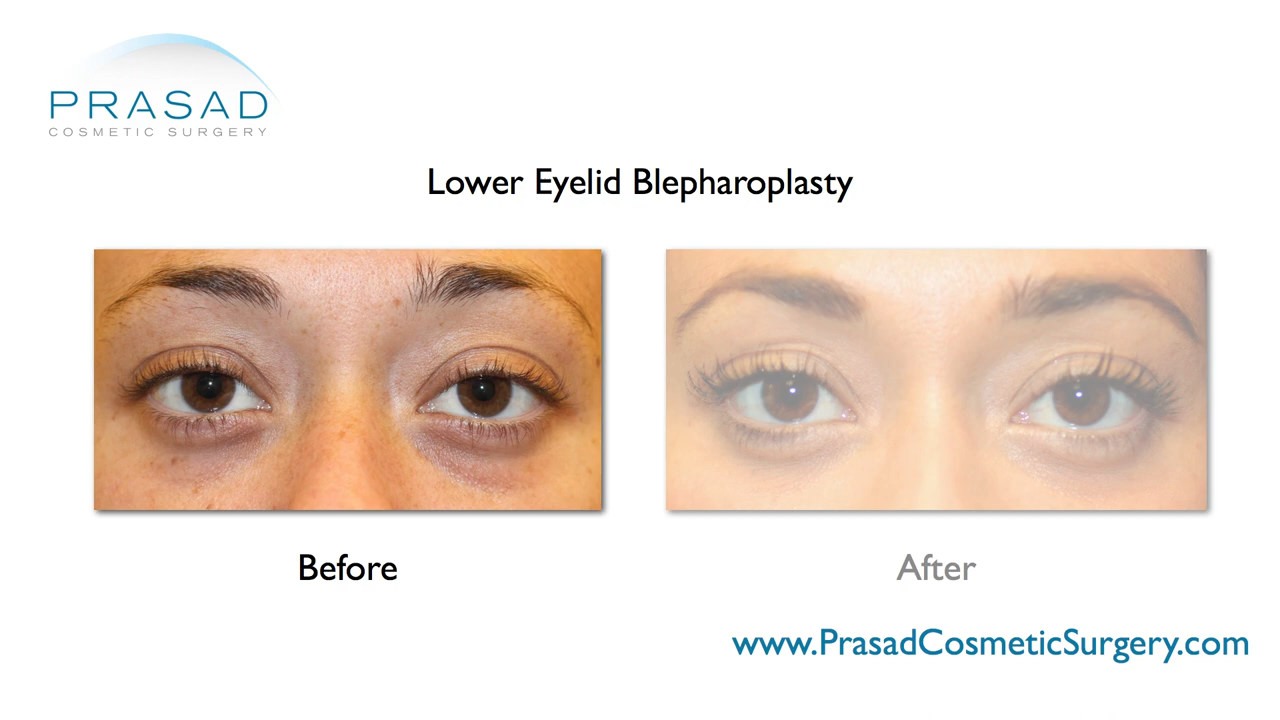 PRASAD
COSMETIC SURGERY
Lower Eyelid Blepharoplasty
Before
After
www.PrasadCosmeticSurgery.com